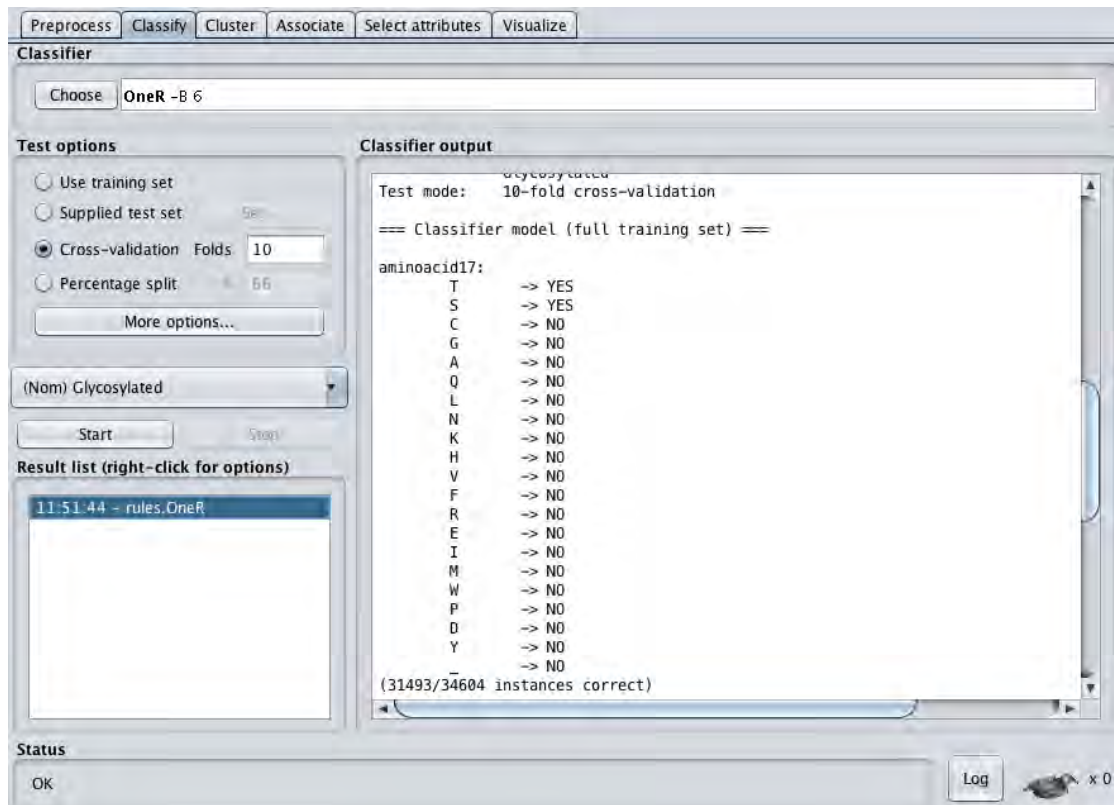 Preprocess Classify Cluster Associate Select attributes Visualize
Classifier
Choose OneR -B 6
Test options
Use training set
Supplied test set
Cross-validation Folds 10
Percentage split % 66
More options...
(Nom) Glycosylated
Start Stop
Result list (right-click for options)
11:51:44 - rules.OneR
Classifier output
Glycosylated
Test mode: 10-fold cross-validation
=== Classifier model (full training set) ===
aminoacid17:
T -> YES
S -> YES
C -> NO
G -> NO
A -> NO
Q -> NO
L -> NO
N -> NO
K -> NO
H -> NO
V -> NO
F -> NO
R -> NO
E -> NO
I -> NO
M -> NO
W -> NO
P -> NO
D -> NO
Y -> NO
_ -> NO
(31493/34604 instances correct)
Status
OK
Log x 0